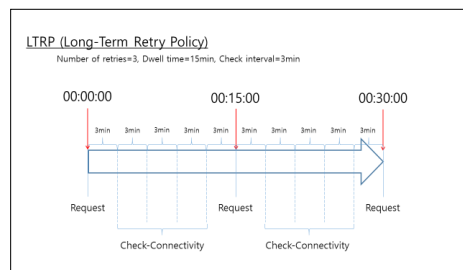 LTRP (Long-Term Retry Policy)
Number of retries=3, Dwell time=15min, Check interval=3min
00:00:00 00:15:00 00:30:00
3min 3min 3min 3min 3min 3min 3min 3min 3min 3min
Request Request Request
Check-Connectivity Check-Connectivity